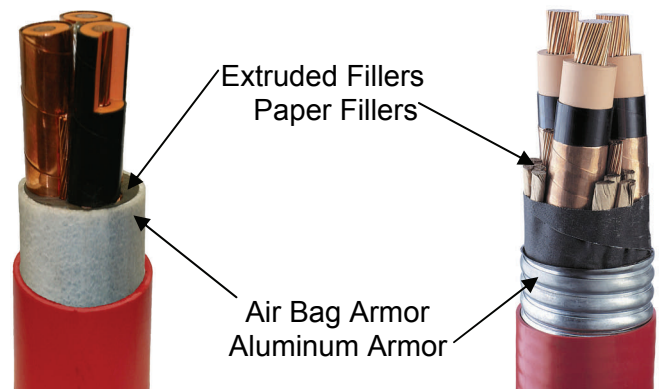 Extruded Fillers
Paper Fillers
Air Bag Armor
Aluminum Armor